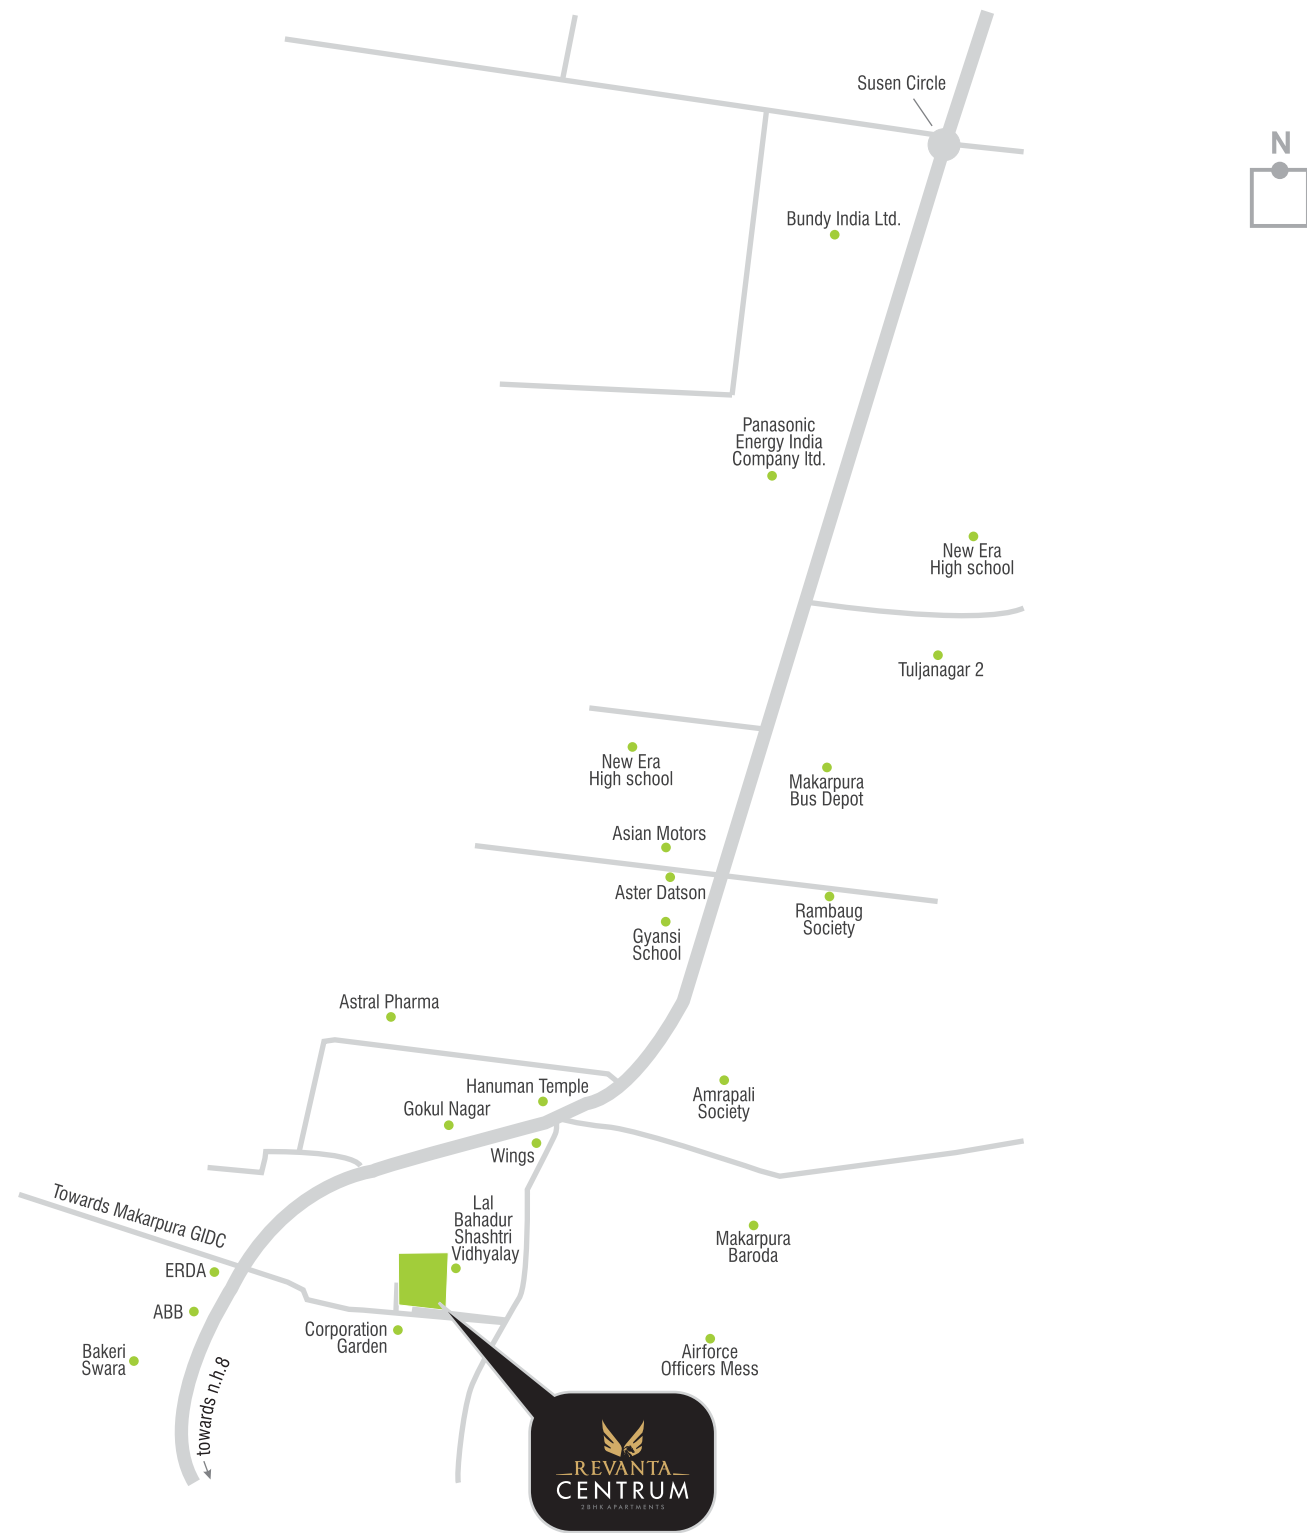 Susen Circle
N
Bundy India Ltd.
Panasonic
Energy India
Company ltd.
New Era
High school
Tuljanagar 2
New Era
High school
Makarpura
Bus Depot
Asian Motors
Aster Datson
Rambaug
Society
Gyansi
School
Astral Pharma
Hanuman Temple
Amrapali
Society
Gokul Nagar
Wings
Towards Makarpura GIDC
Lal
Bahadur
Shashtri
Vidhyalay
Makarpura
Baroda
ERDA
ABB
Corporation
Garden
Bakeri
Swara
Airforce
Officers Mess
towards n.h.8
REVANTA
CENTRUM
2BHK APARTMENTS